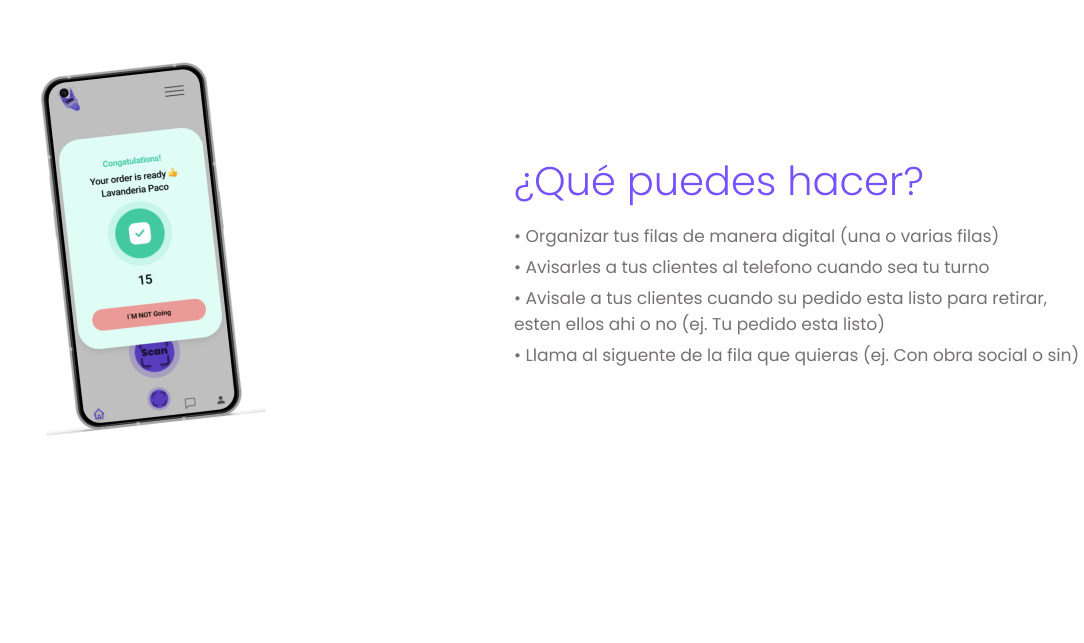 Congatulations!
Your order is ready 👍
Lavanderia Paco
15
I´M NOT Going
Scan
¿Qué puedes hacer?
• Organizar tus filas de manera digital (una o varias filas)
• Avisarles a tus clientes al telefono cuando sea tu turno
• Avisale a tus clientes cuando su pedido esta listo para retirar,
esten ellos ahi o no (ej. Tu pedido esta listo)
• Llama al siguente de la fila que quieras (ej. Con obra social o sin)